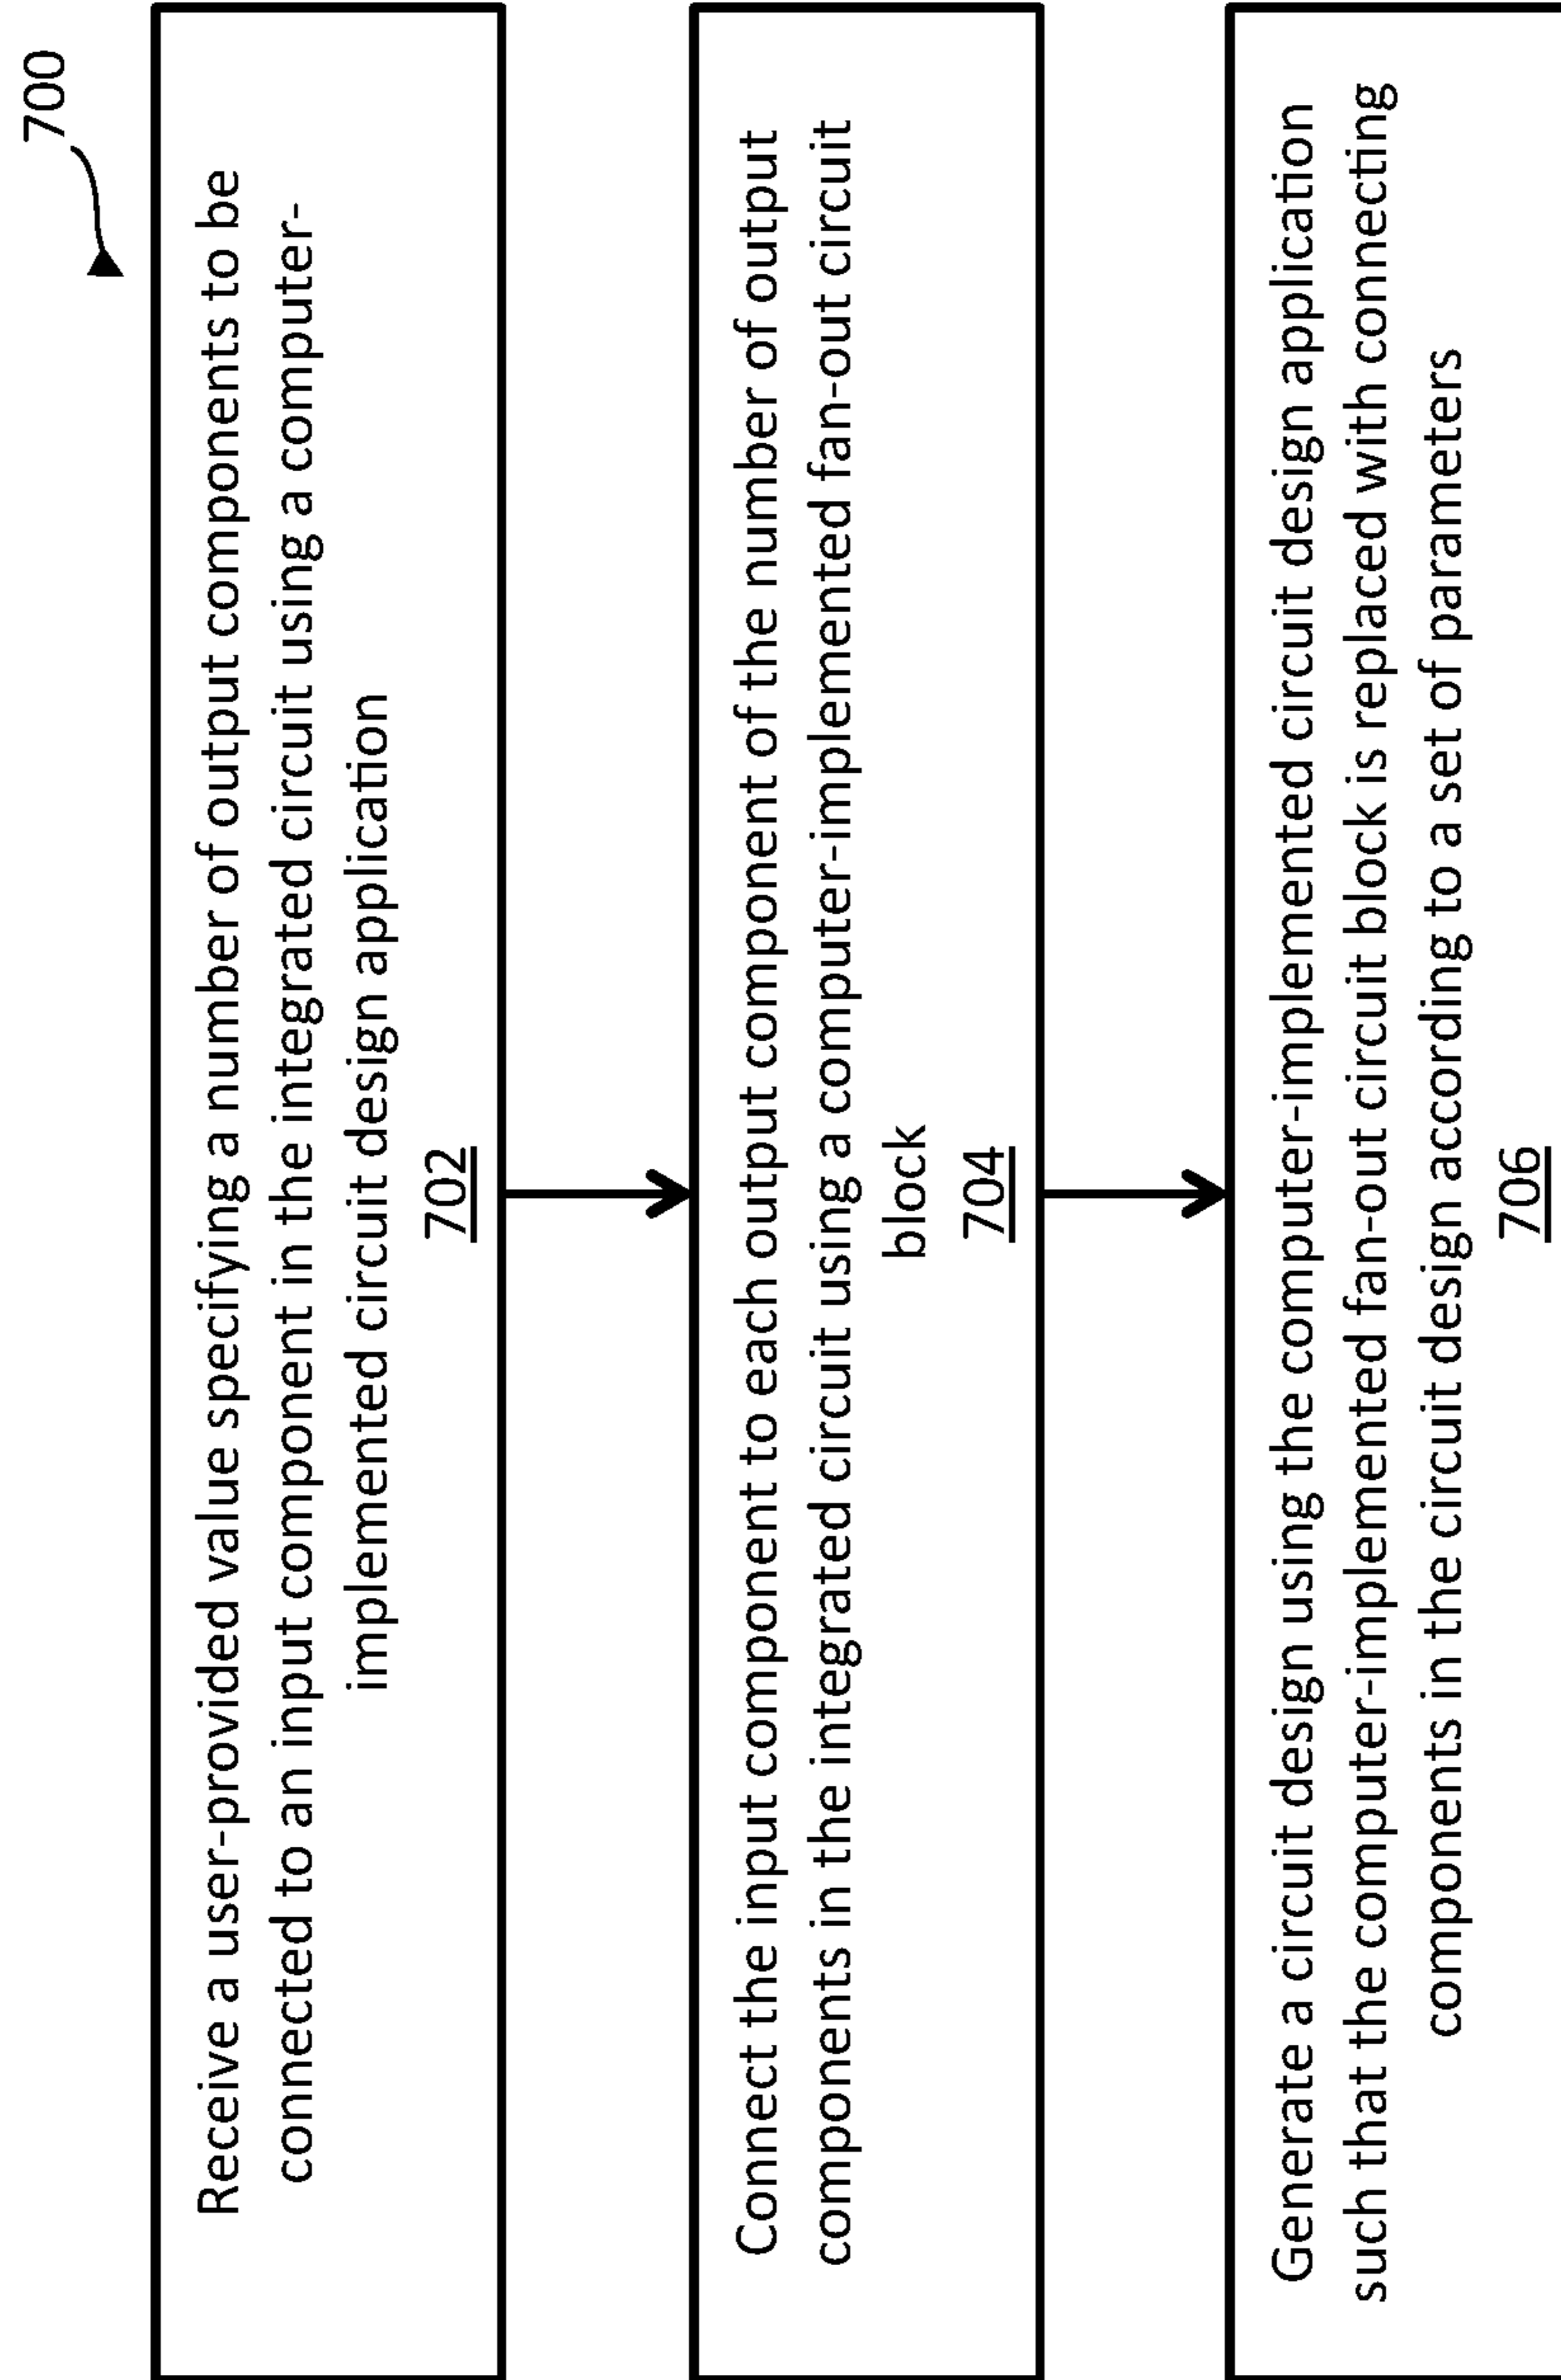 700
Receive a user-provided value specifying a number of output components to be
connected to an input component in the integrated circuit using a computer-
implemented circuit design application
702
Connect the input component to each output component of the number of output
components in the integrated circuit using a computer-implemented fan-out circuit
block
704
Generate a circuit design using the computer-implemented circuit design application
such that the computer-implemented fan-out circuit block is replaced with connecting
components in the circuit design according to a set of parameters
706